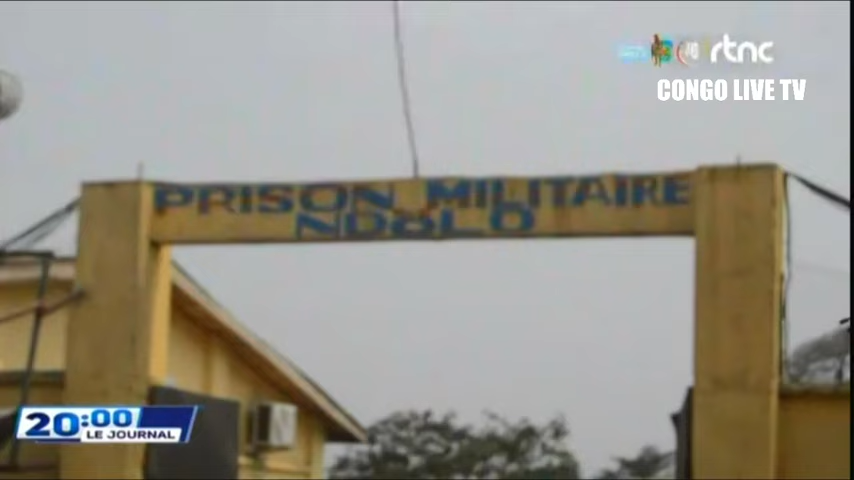 rtnc
CONGO LIVE TV
PRISON MILITAIRE
NDOLO
20:00
LE JOURNAL